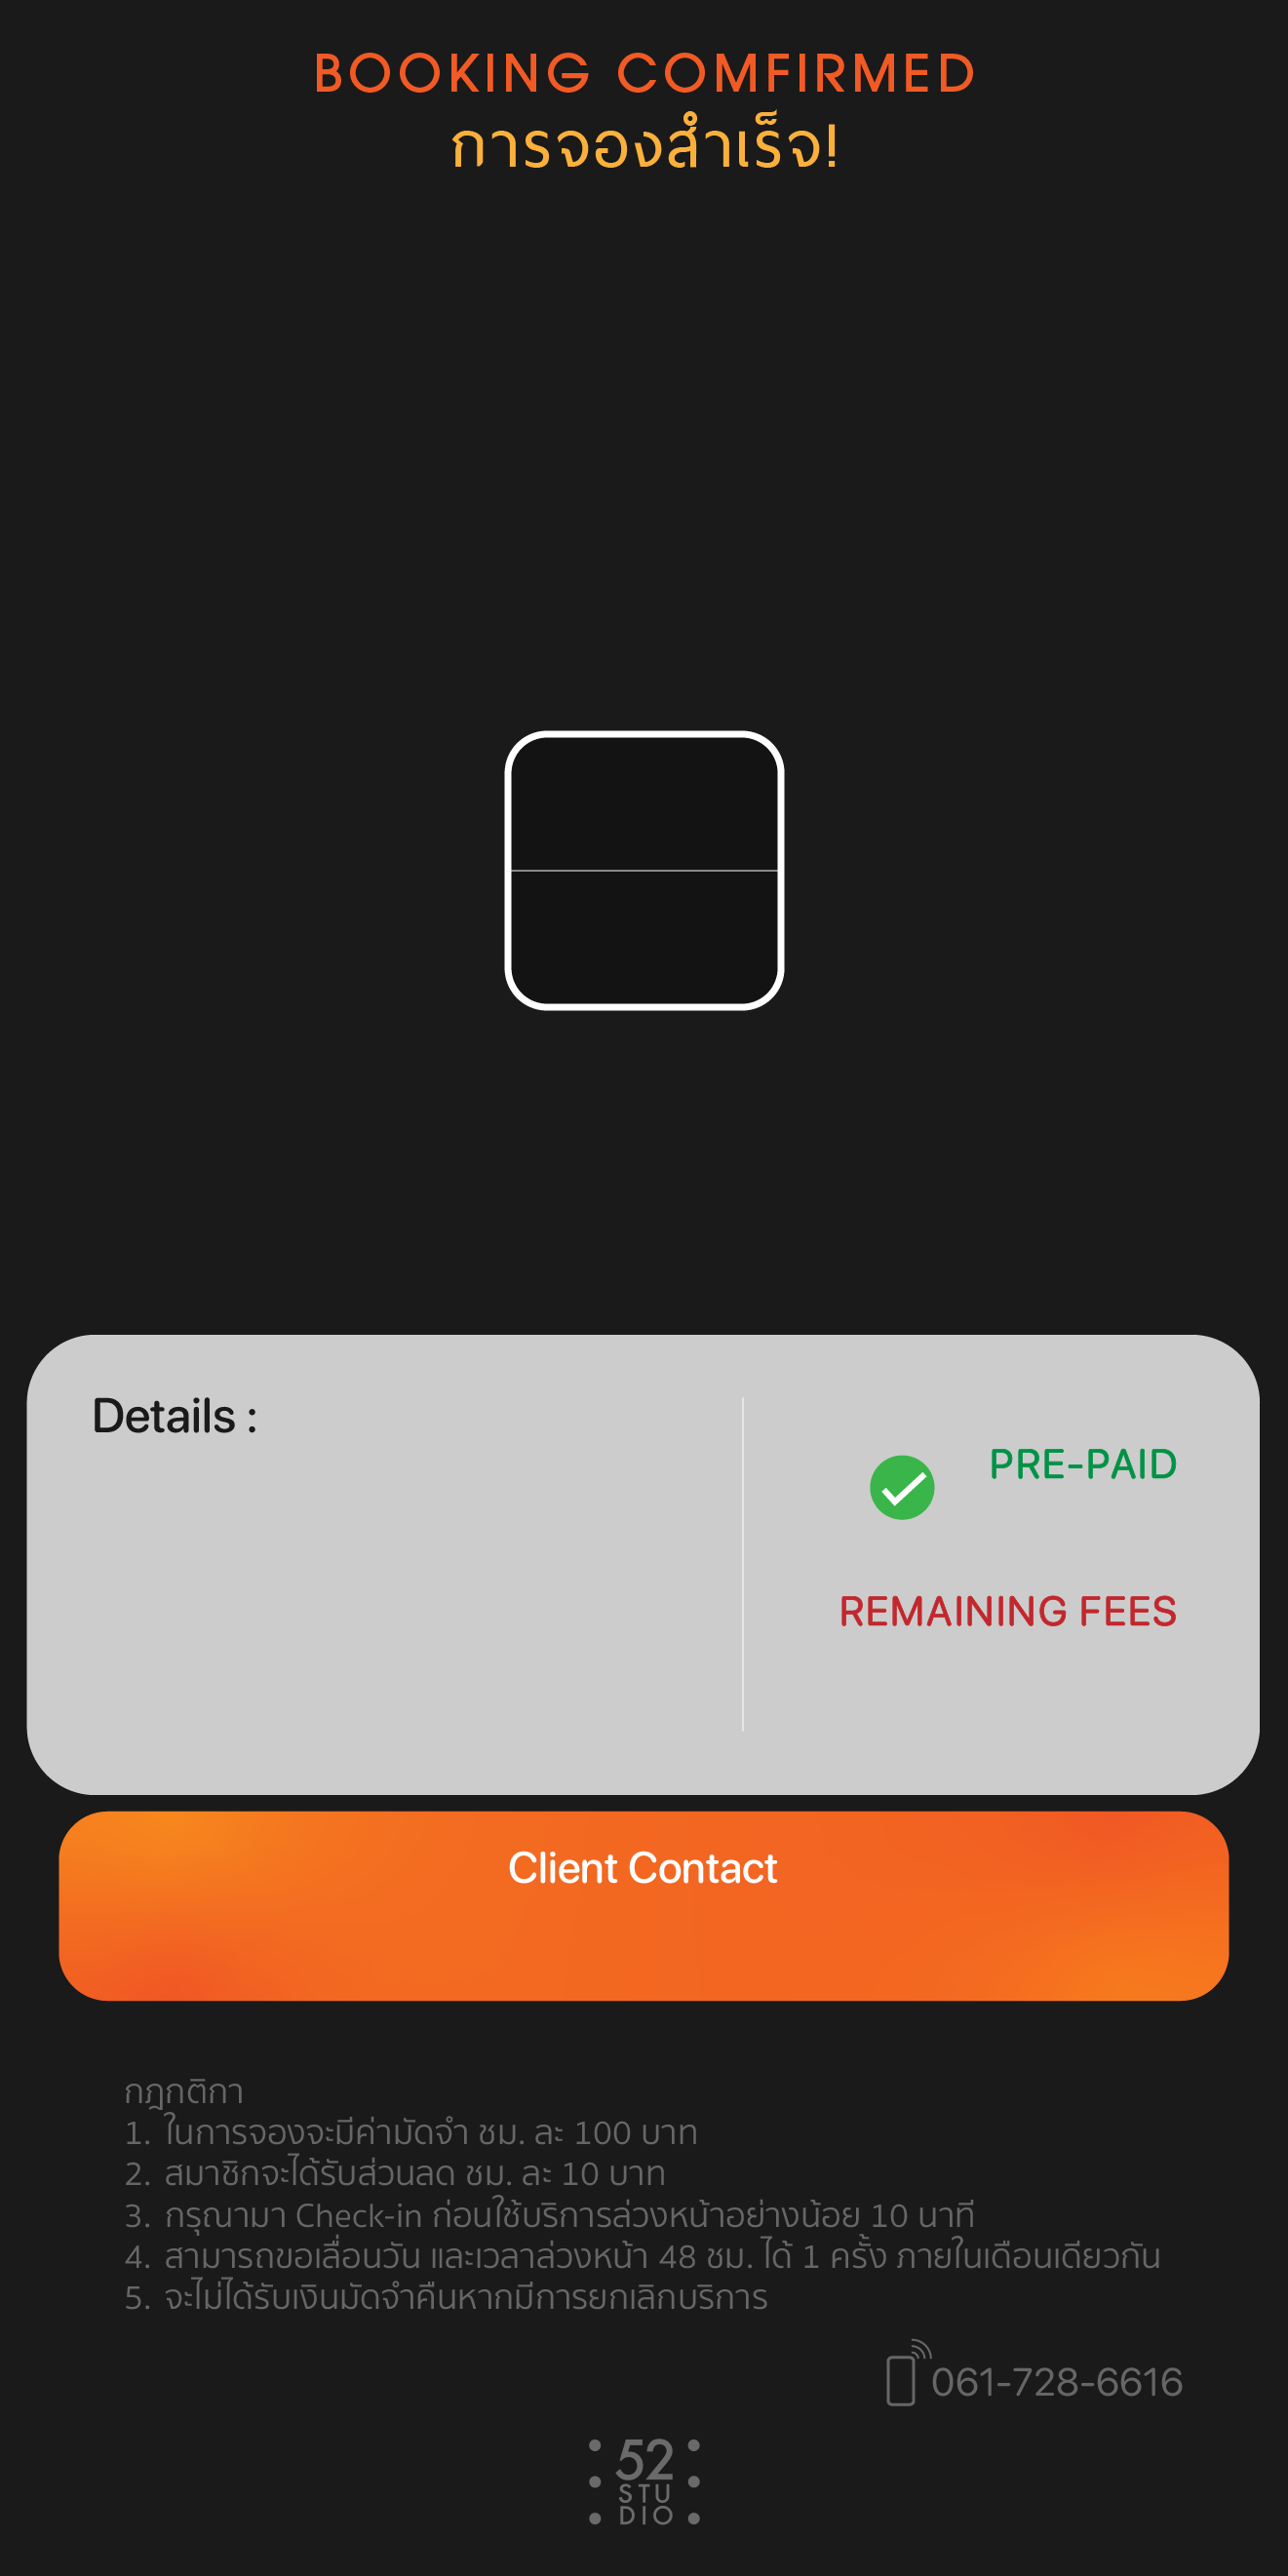 BOOKING COMFIRMED
การจองสำเร็จ!
Details :
PRE-PAID
REMAINING FEES
Client Contact
กฎกติกา
1. ในการจองจะมีค่ามัดจำ ชม. ละ 100 บาท
2. สมาชิกจะได้รับส่วนลด ชม. ละ 10 บาท
3. กรุณามา Check-in ก่อนใช้บริการล่วงหน้าอย่างน้อย 10 นาที
4. สามารถขอเลื่อนวัน และเวลาล่วงหน้า 48 ชม. ได้ 1 ครั้ง ภายในเดือนเดียวกัน
5. จะไม่ได้รับเงินมัดจำคืนหากมีการยกเลิกบริการ
061-728-6616
52
STU
DIO